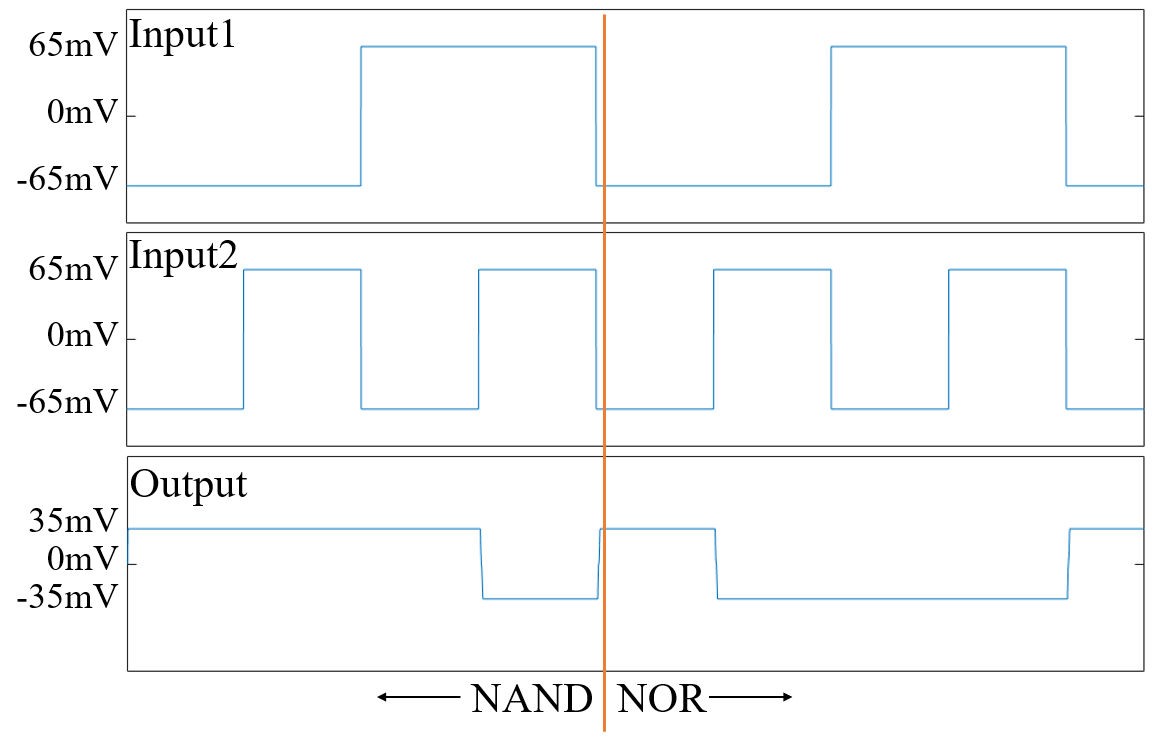 Input1
65mV
0mV
-65mV
Input2
65mV
0mV
-65mV
Output
35mV
0mV
-35mV
NAND NOR